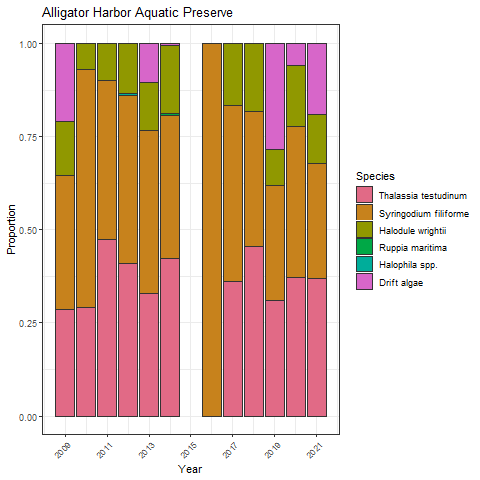 Alligator Harbor Aquatic Preserve
1.00
0.75
0.50
0.25
0.00
Proportion
2009
2011
2013
2015
2017
2019
2021
Year
Species
Thalassia testudinum
Syringodium filiforme
Halodule wrightii
Ruppia maritima
Halophila spp.
Drift algae